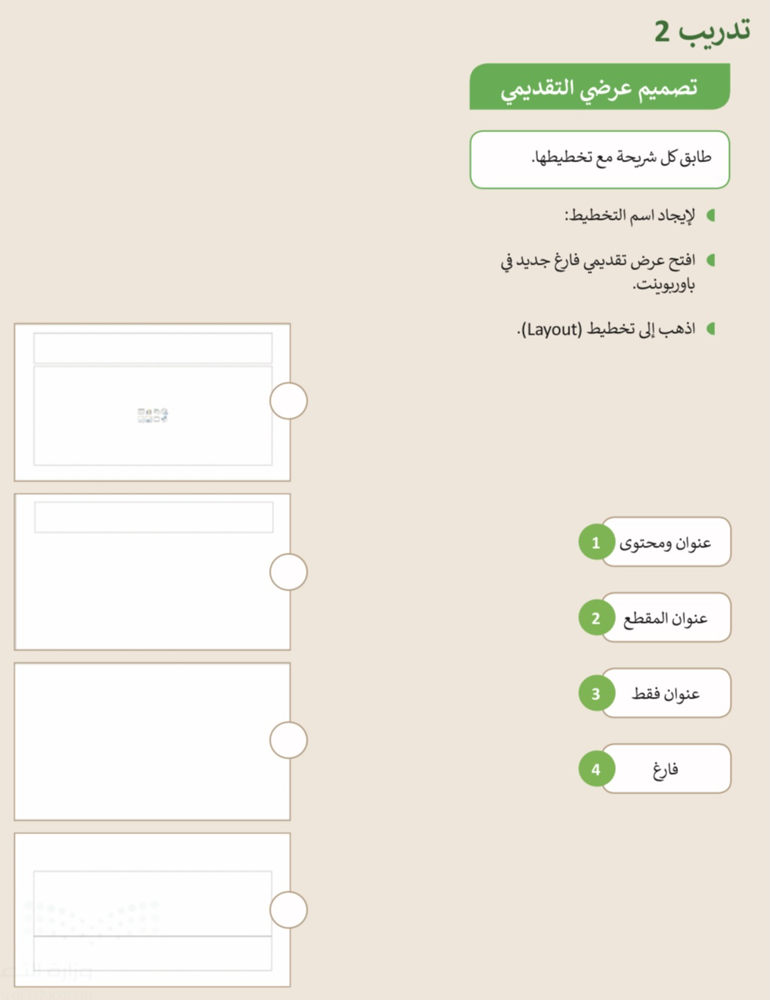 تدريب 2
تصميم عرضي التقديمي
طابق كل شريحة مع تخطيطها.
لإيجاد اسم التخطيط:
افتح عرض تقديمي فارغ جديد في
باوربوينت.
اذهب إلى تخطيط (Layout).
عنوان ومحتوى 1
عنوان المقطع 2
عنوان فقط 3
فارغ 4